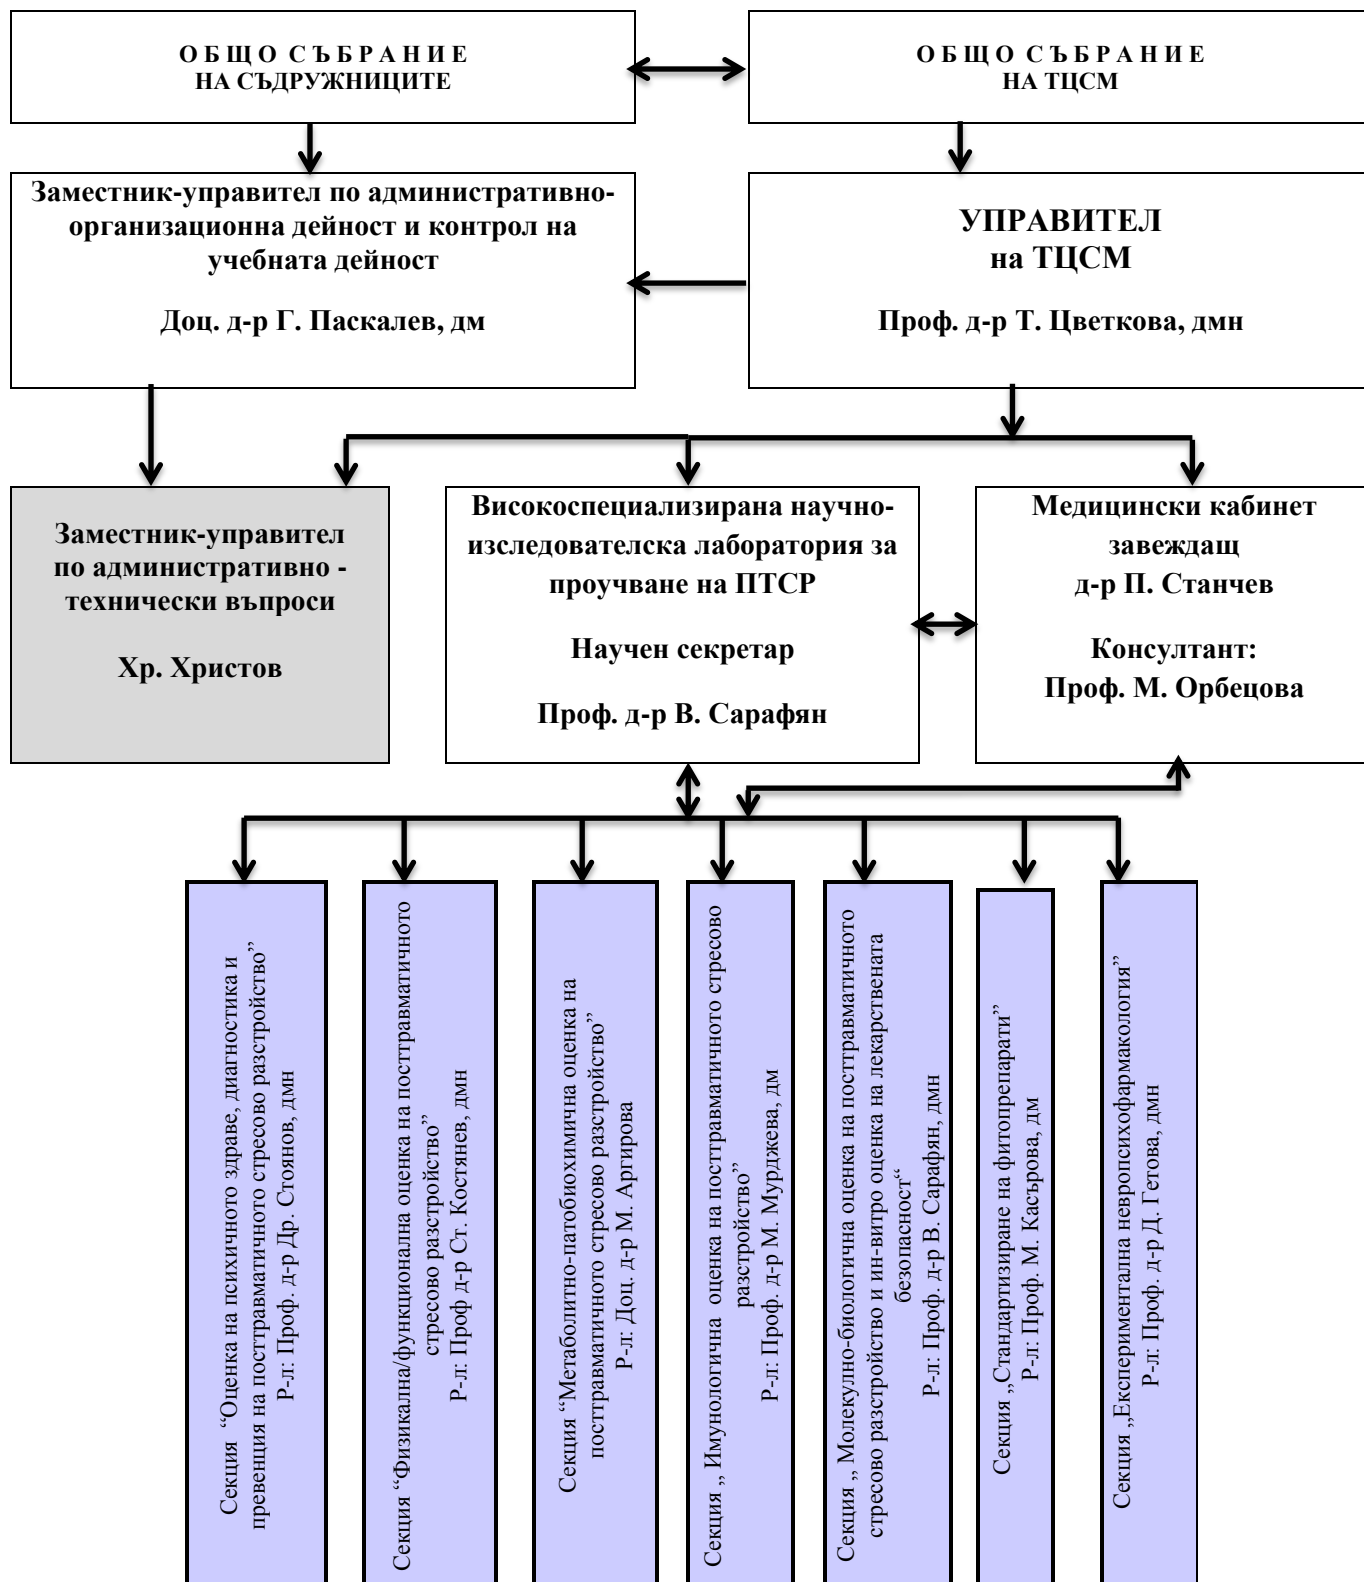 О Б Щ О С Ъ Б Р А Н И Е
НА СЪДРУЖНИЦИТЕ
О Б Щ О С Ъ Б Р А Н И Е
НА ТЦСМ
Заместник-управител по административно-
организационна дейност и контрол на
учебната дейност
Доц. д-р Г. Паскалев, дм
УПРАВИТЕЛ
на ТЦСМ
Проф. д-р Т. Цветкова, дмн
Заместник-управител
по административно -
технически въпроси
Хр. Христов
Високоспециализирана научно-
изследователска лаборатория за
проучване на ПТСР
Научен секретар
Проф. д-р В. Сарафян
Медицински кабинет
завеждащ
д-р П. Станчев
Консултант:
Проф. М. Орбецова
Секция “Оценка на психичното здраве, диагностика и
превенция на посттравматичното стресово разстройство”
Р-л: Проф. д-р Др. Стоянов, дмн
Секция “Физикална/функционална оценка на посттравматичното
стресово разстройство”
Р-л: Проф д-р Ст. Костянев, дмн
Секция “Метаболитно-патобиохимична оценка на
посттравматичното стресово разстройство”
Р-л: Доц. д-р М. Аргирова
Секция „ Имунологична оценка на посттравматичното стресово
разстройство”
Р-л: Проф. д-р М. Мурджева, дм
Секция „ Молекулно-биологична оценка на посттравматичното
стресово разстройство и ин-витро оценка на лекарствената
безопасност“
Р-л: Проф. д-р В. Сарафян, дмн
Секция „Стандартизиране на фитопрепарати”
Р-л: Проф. М. Касърова, дм
Секция „Експериментална невропсихофармакология”
Р-л: Проф. д-р Д. Гетова, дмн